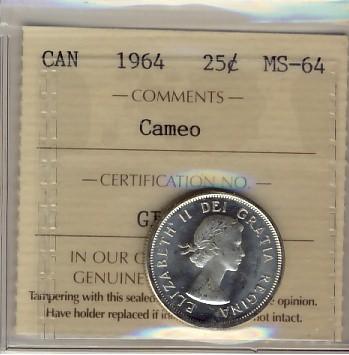 CAN 1964 25¢ MS-64
— COMMENTS —
Cameo
— CERTIFICATION NO. —
IN OUR
GENUINE
Tampering with this sealed opinion.
Have holder replaced if not intact.
ELIZABETH II DEI GRATIA REGINA